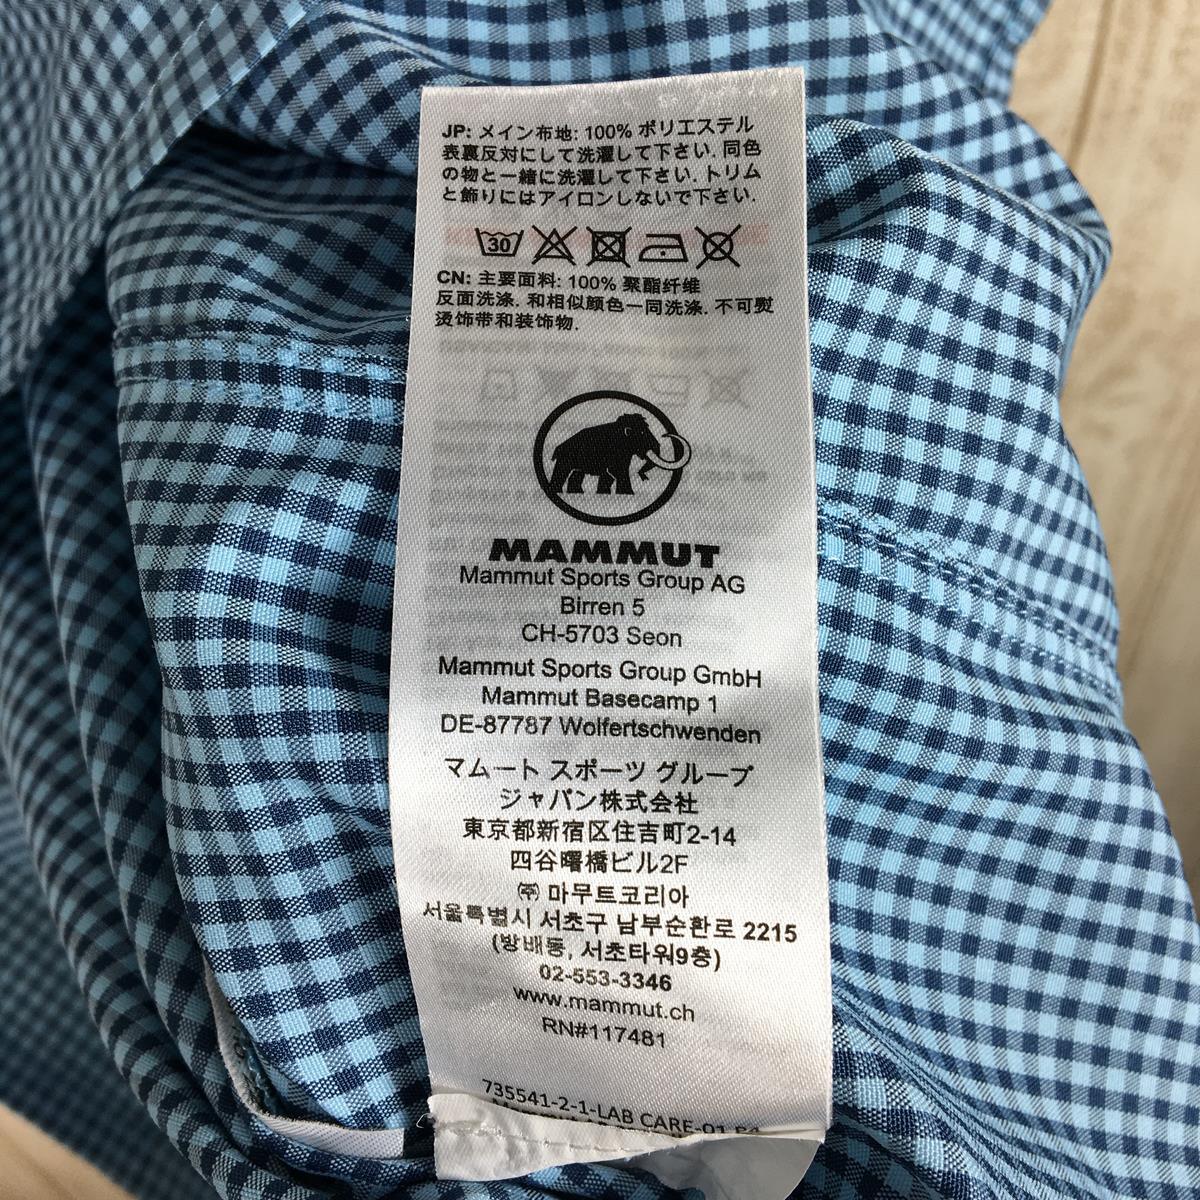 JP: メイン布地: 100% ポリエステル
表裏反対にして洗濯して下さい. 同色
の物と一緒に洗濯して下さい. トリム
と飾りにはアイロンしないで下さい.
30
CN: 主要面料: 100% 聚酯纤维
反面洗涤. 和相似颜色一同洗涤. 不可熨
烫饰带和装饰物.
MAMMUT
Mammut Sports Group AG
Birren 5
CH-5703 Seon
Mammut Sports Group GmbH
Mammut Basecamp 1
DE-87787 Wolfertschwenden
マムート スポーツ グループ
ジャパン株式会社
東京都新宿区住吉町2-14
四谷曙橋ビル2F
㈜ 마무트코리아
서울특별시 서초구 남부순환로 2215
(방배동, 서초타워9층)
02-553-3346
www.mammut.ch
RN#117481
735541-2-1-LAB CARE-01